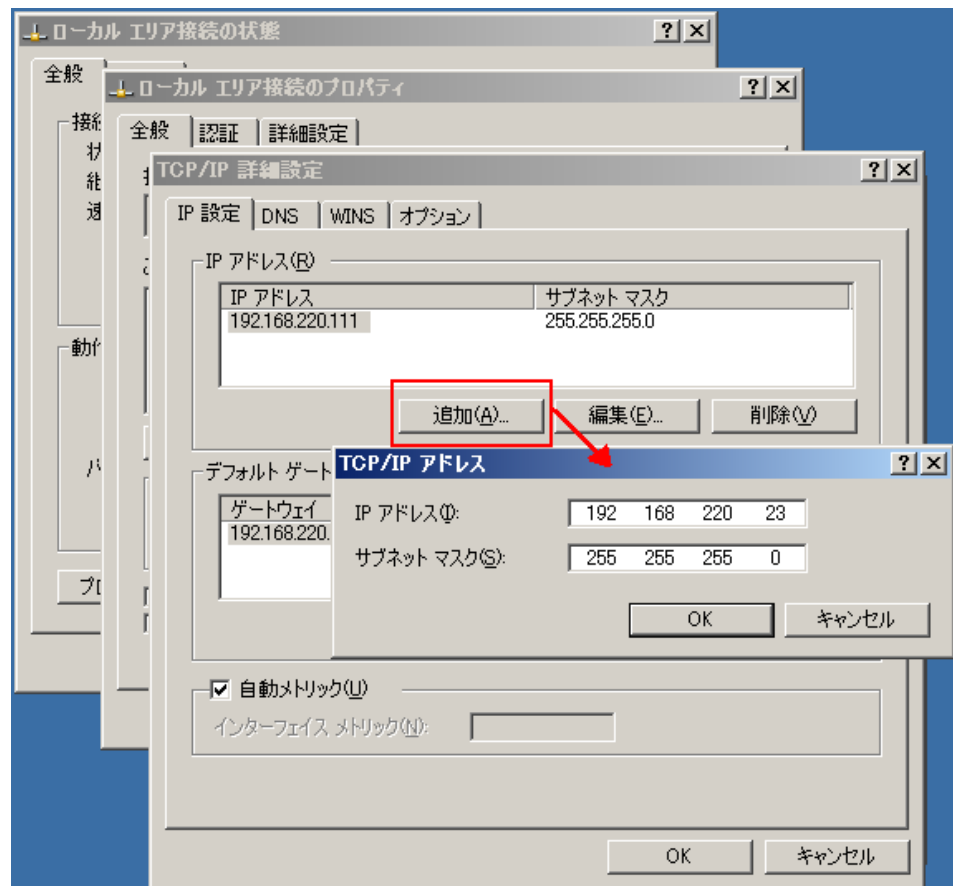 ローカル エリア接続の状態
全般
ローカル エリア接続のプロパティ
全般 認証 詳細設定
TCP/IP 詳細設定
IP 設定 DNS WINS オプション
IP アドレス(R)
IP アドレス サブネット マスク
192.168.220.111 255.255.255.0
追加(A)... 編集(E)... 削除(V)
デフォルト ゲート
ゲートウェイ
192.168.220.
TCP/IP アドレス
IP アドレス(I): 192 168 220 23
サブネット マスク(S): 255 255 255 0
OK キャンセル
自動メトリック(U)
インターフェイス メトリック(N):
OK キャンセル